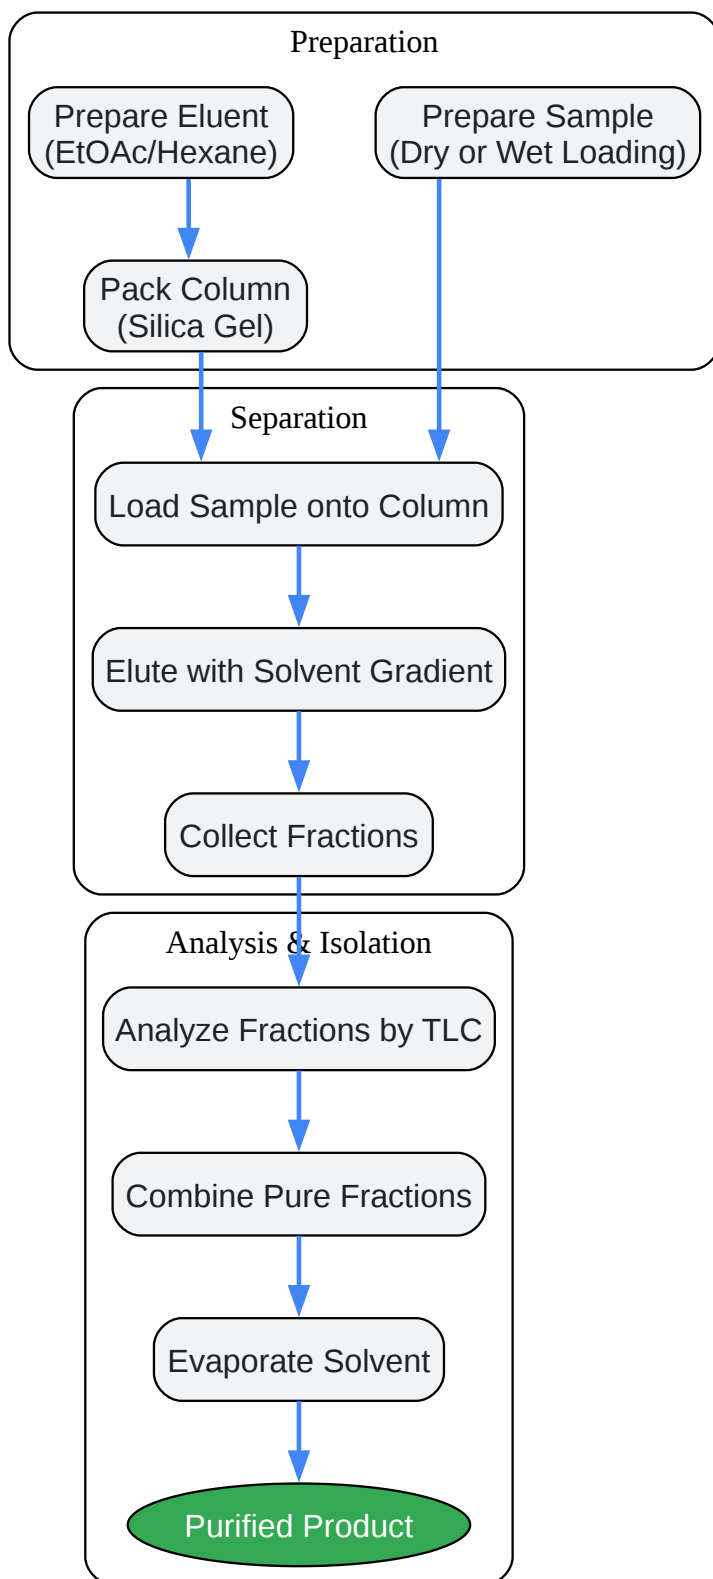 Preparation
Prepare Eluent
(EtOAc/Hexane)
Prepare Sample
(Dry or Wet Loading)
Pack Column
(Silica Gel)
Separation
Load Sample onto Column
Elute with Solvent Gradient
Collect Fractions
Analysis & Isolation
Analyze Fractions by TLC
Combine Pure Fractions
Evaporate Solvent
Purified Product